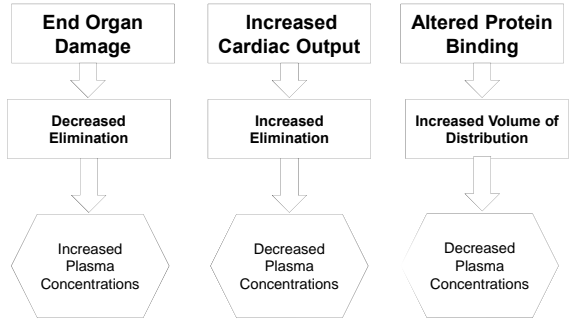 End Organ
Damage
Increased
Cardiac Output
Altered Protein
Binding
Decreased
Elimination
Increased
Elimination
Increased Volume of
Distribution
Increased
Plasma
Concentrations
Decreased
Plasma
Concentrations
Decreased
Plasma
Concentrations